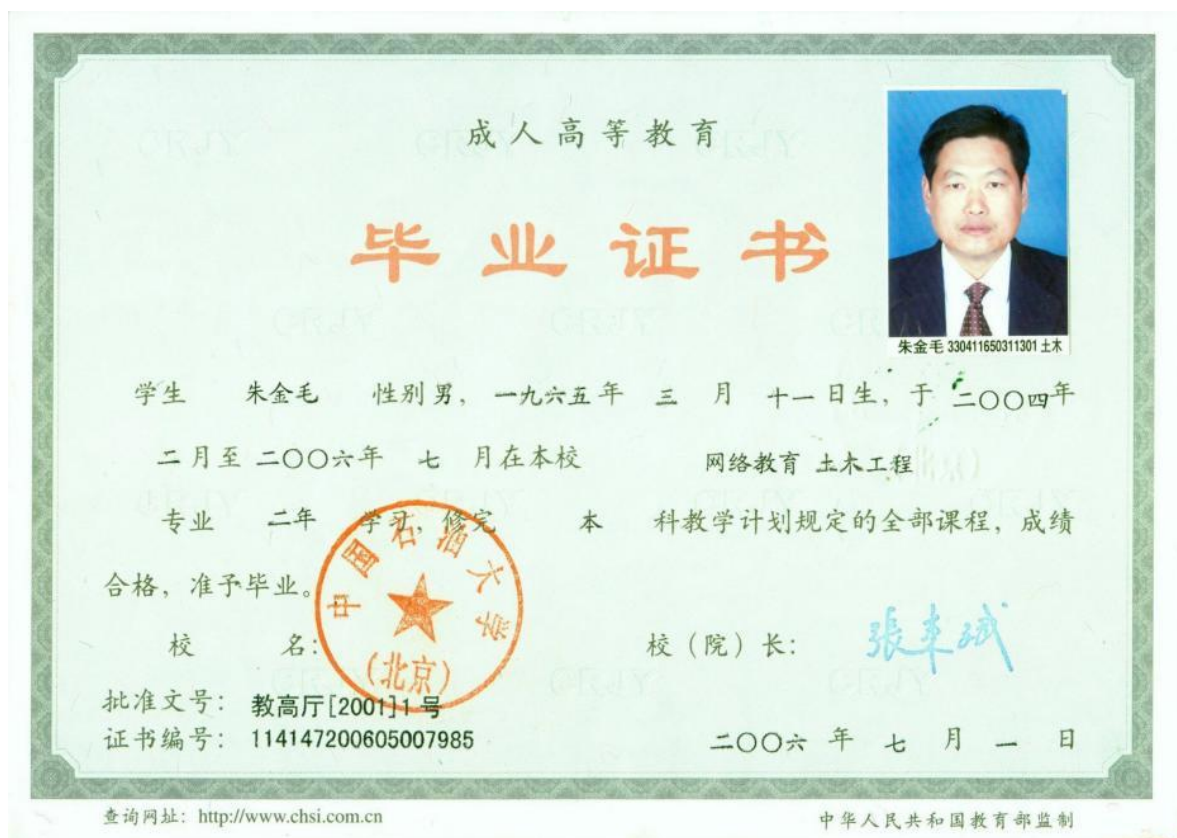 成人高等教育
毕业证书
朱金毛 330411650311301 土木
学生 朱金毛 性别 男, 一九六五年 三 月 十一 日生, 于 二〇〇四年
二月至 二〇〇六年 七 月在本校 网络教育 土木工程
专业 二年 学习, 修完 本 科教学计划规定的全部课程, 成绩
合格, 准予毕业。
中国石油大学
(北京)
校 名: 校(院)长: 张来斌
批准文号: 教高厅[2001]1 号
证书编号: 114147200605007985 二〇〇六 年 七 月 一 日
查询网址: http://www.chsi.com.cn 中华人民共和国教育部监制